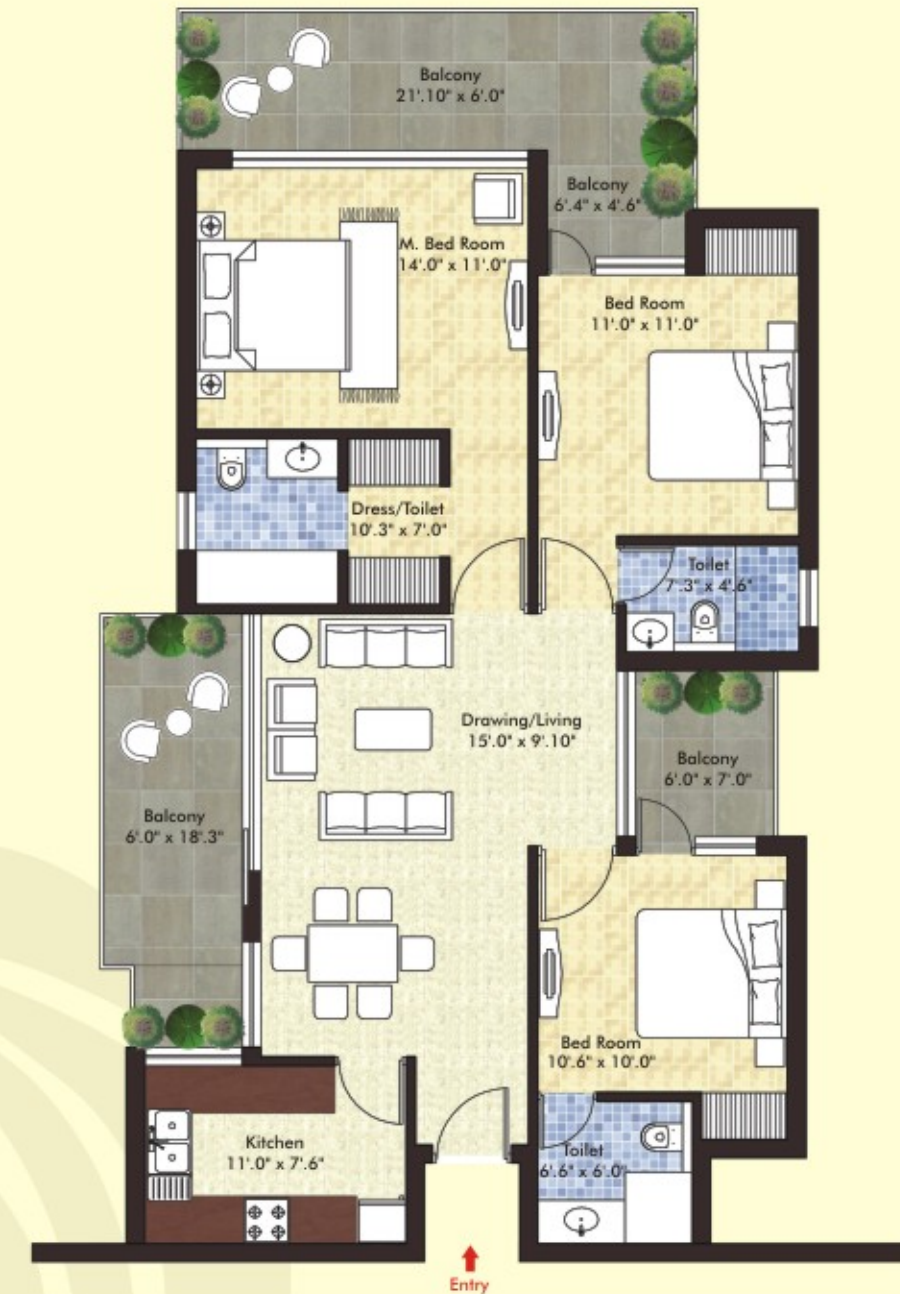 Balcony
21'.10" x 6'.0"
Balcony
6'.4" x 4'.6"
M. Bed Room
14'.0" x 11'.0"
Bed Room
11'.0" x 11'.0"
Dress/Toilet
10'.3" x 7'.0"
Toilet
7'.3" x 4'.6"
Drawing/Living
15'.0" x 9'.10"
Balcony
6'.0" x 7'.0"
Balcony
6'.0" x 18'.3"
Bed Room
10'.6" x 10'.0"
Kitchen
11'.0" x 7'.6"
Toilet
6'.6" x 6'.0"
Entry